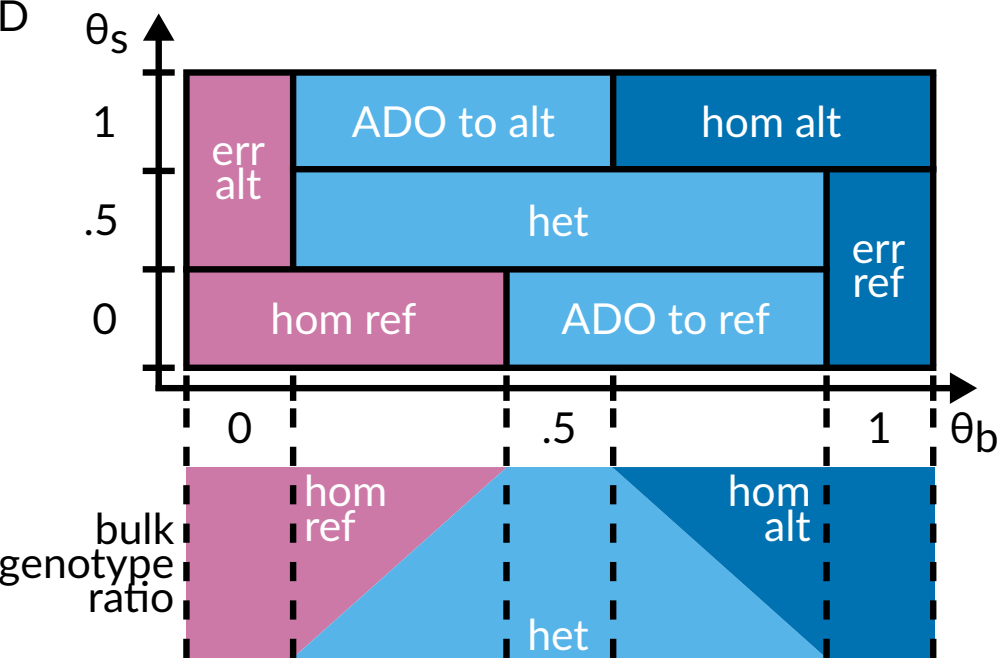 D
θs
1
ADO to alt
hom alt
err
alt
.5
het
err
ref
0
hom ref
ADO to ref
0
.5
1
θb
hom
ref
hom
alt
bulk
genotype
ratio
het